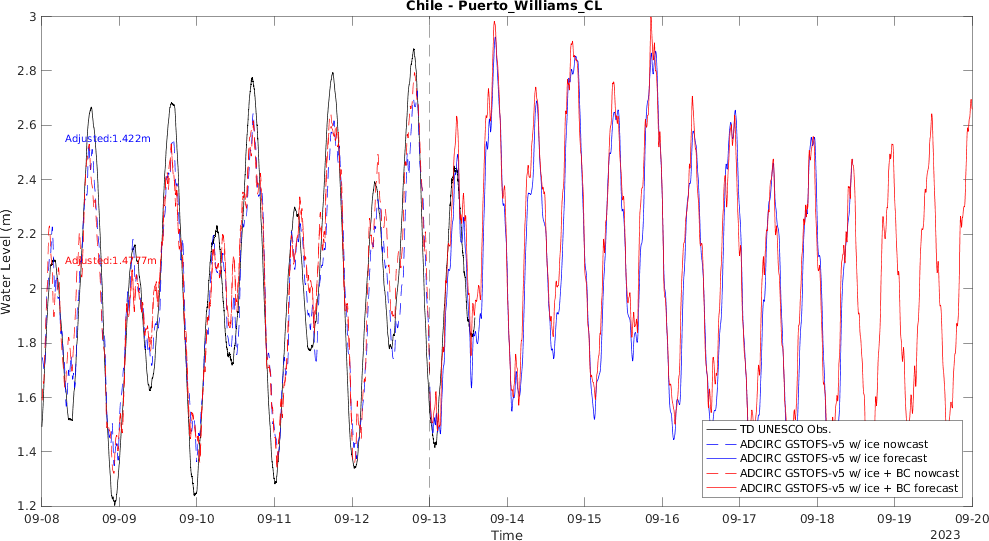 Chile - Puerto_Williams_CL
Water Level (m)
3
2.8
2.6
2.4
2.2
2
1.8
1.6
1.4
1.2
Adjusted:1.422m
Adjusted:1.4777m
TD UNESCO Obs.
ADCIRC GSTOFS-v5 w/ ice nowcast
ADCIRC GSTOFS-v5 w/ ice forecast
ADCIRC GSTOFS-v5 w/ ice + BC nowcast
ADCIRC GSTOFS-v5 w/ ice + BC forecast
09-08 09-09 09-10 09-11 09-12 09-13 09-14 09-15 09-16 09-17 09-18 09-19 09-20
Time
2023